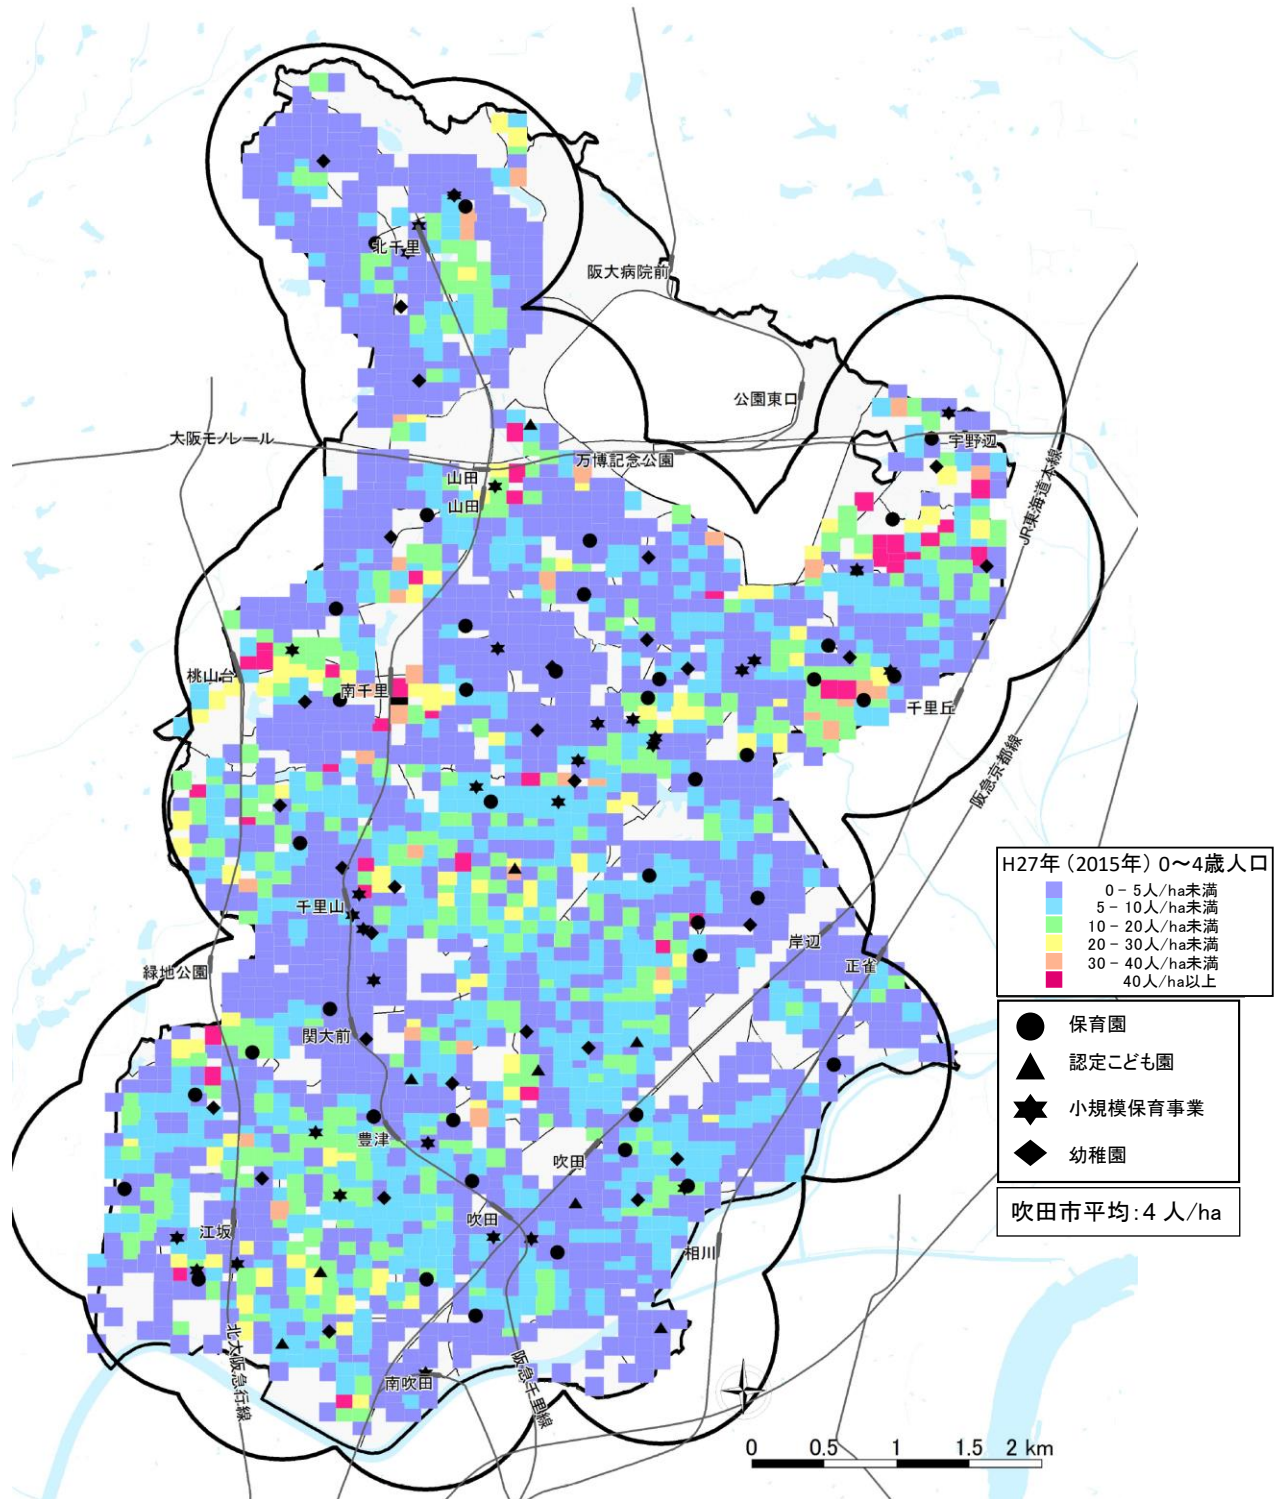 北千里
阪大病院前
公園東口
大阪モノレール
宇野辺
万博記念公園
山田
山田
JR東海道本線
桃山台
南千里
千里丘
阪急京都線
千里山
岸辺
正雀
緑地公園
関大前
豊津
吹田
吹田
江坂
相川
北大阪急行線
阪急千里線
南吹田
H27年(2015年)0～4歳人口
0－5人/ha未満
5－10人/ha未満
10－20人/ha未満
20－30人/ha未満
30－40人/ha未満
40人/ha以上
保育園
認定こども園
小規模保育事業
幼稚園
吹田市平均:4人/ha
0 0.5 1 1.5 2 km